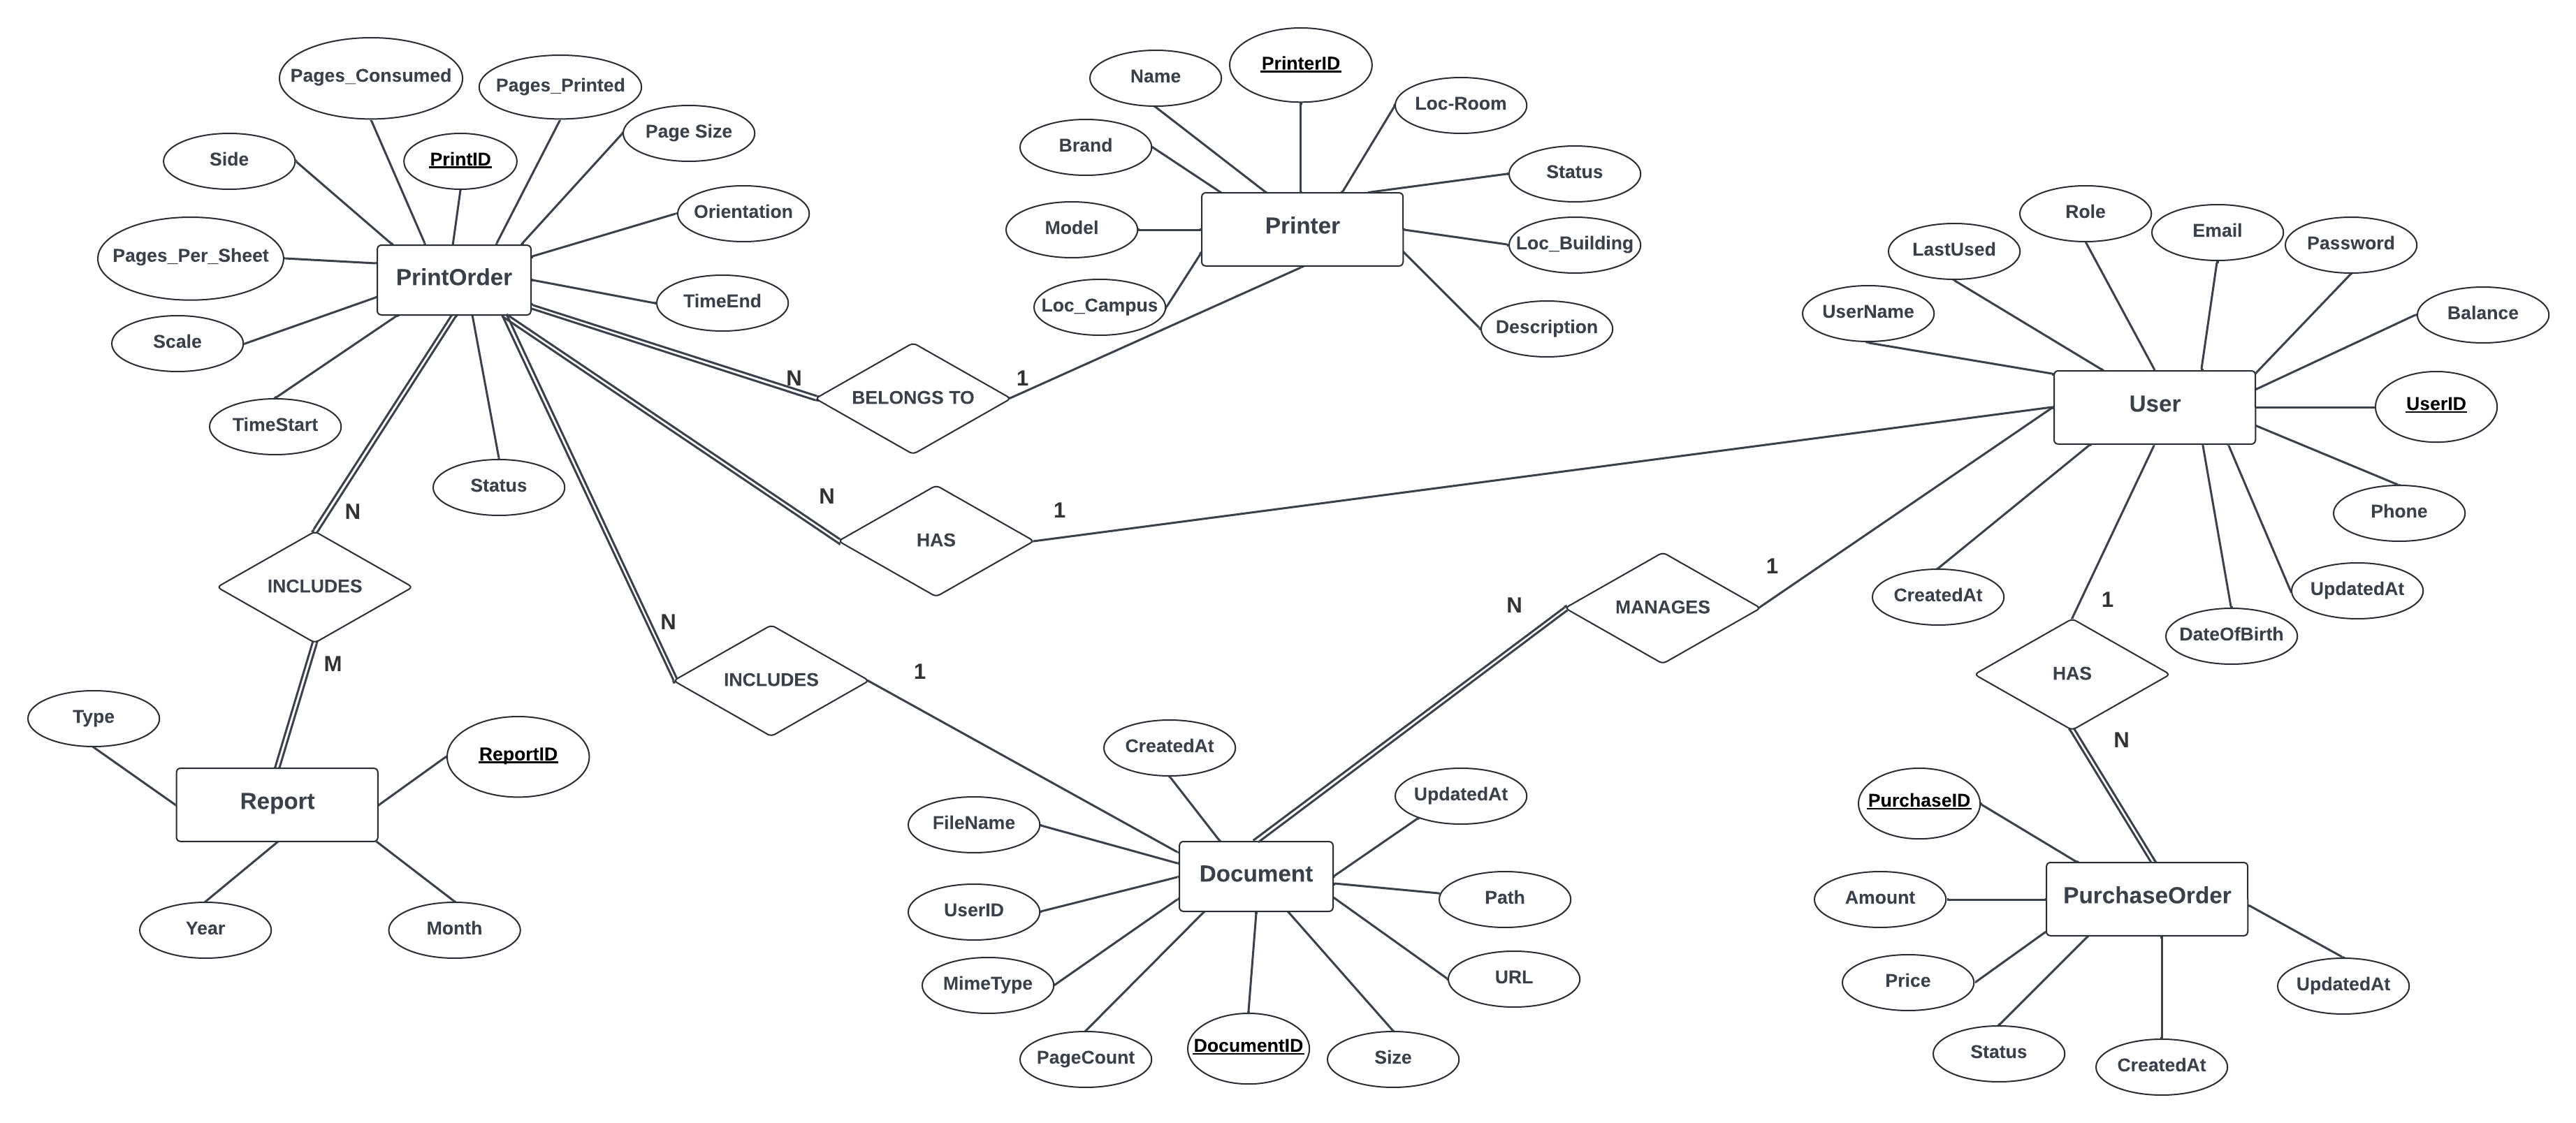 Pages_Consumed
Pages_Printed
Page Size
Side
PrintID
Orientation
Pages_Per_Sheet
PrintOrder
TimeEnd
Scale
TimeStart
Status
Name
PrinterID
Loc-Room
Brand
Status
Model
Printer
Loc_Building
Loc_Campus
Description
Role
Email
Password
LastUsed
UserName
Balance
User
UserID
Phone
CreatedAt
UpdatedAt
DateOfBirth
N
BELONGS TO
1
N
HAS
1
N
INCLUDES
M
N
INCLUDES
1
N
MANAGES
1
1
HAS
N
Type
ReportID
Report
Year
Month
CreatedAt
UpdatedAt
FileName
Document
Path
UserID
MimeType
URL
PageCount
DocumentID
Size
PurchaseID
Amount
PurchaseOrder
Price
UpdatedAt
Status
CreatedAt